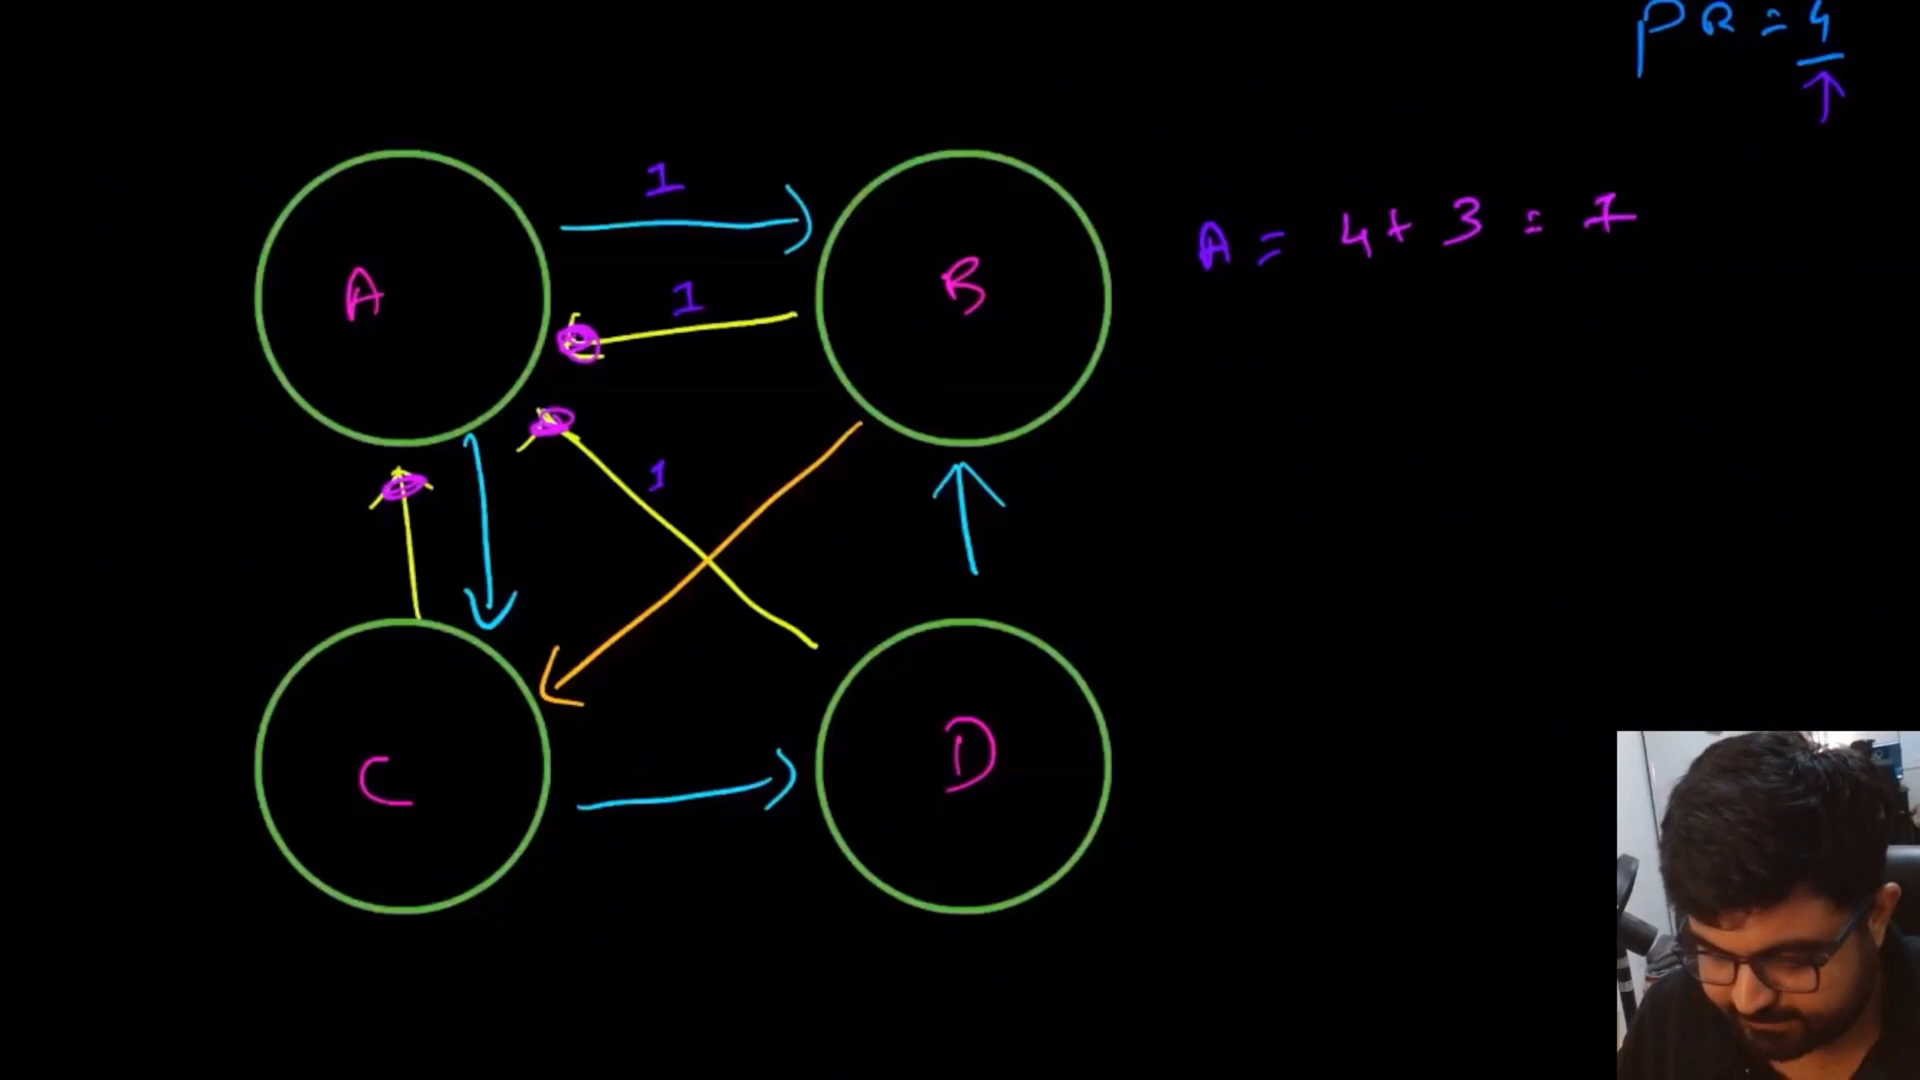 PR = 4
1
A = 4 + 3 = 7
A
1
B
1
C
D